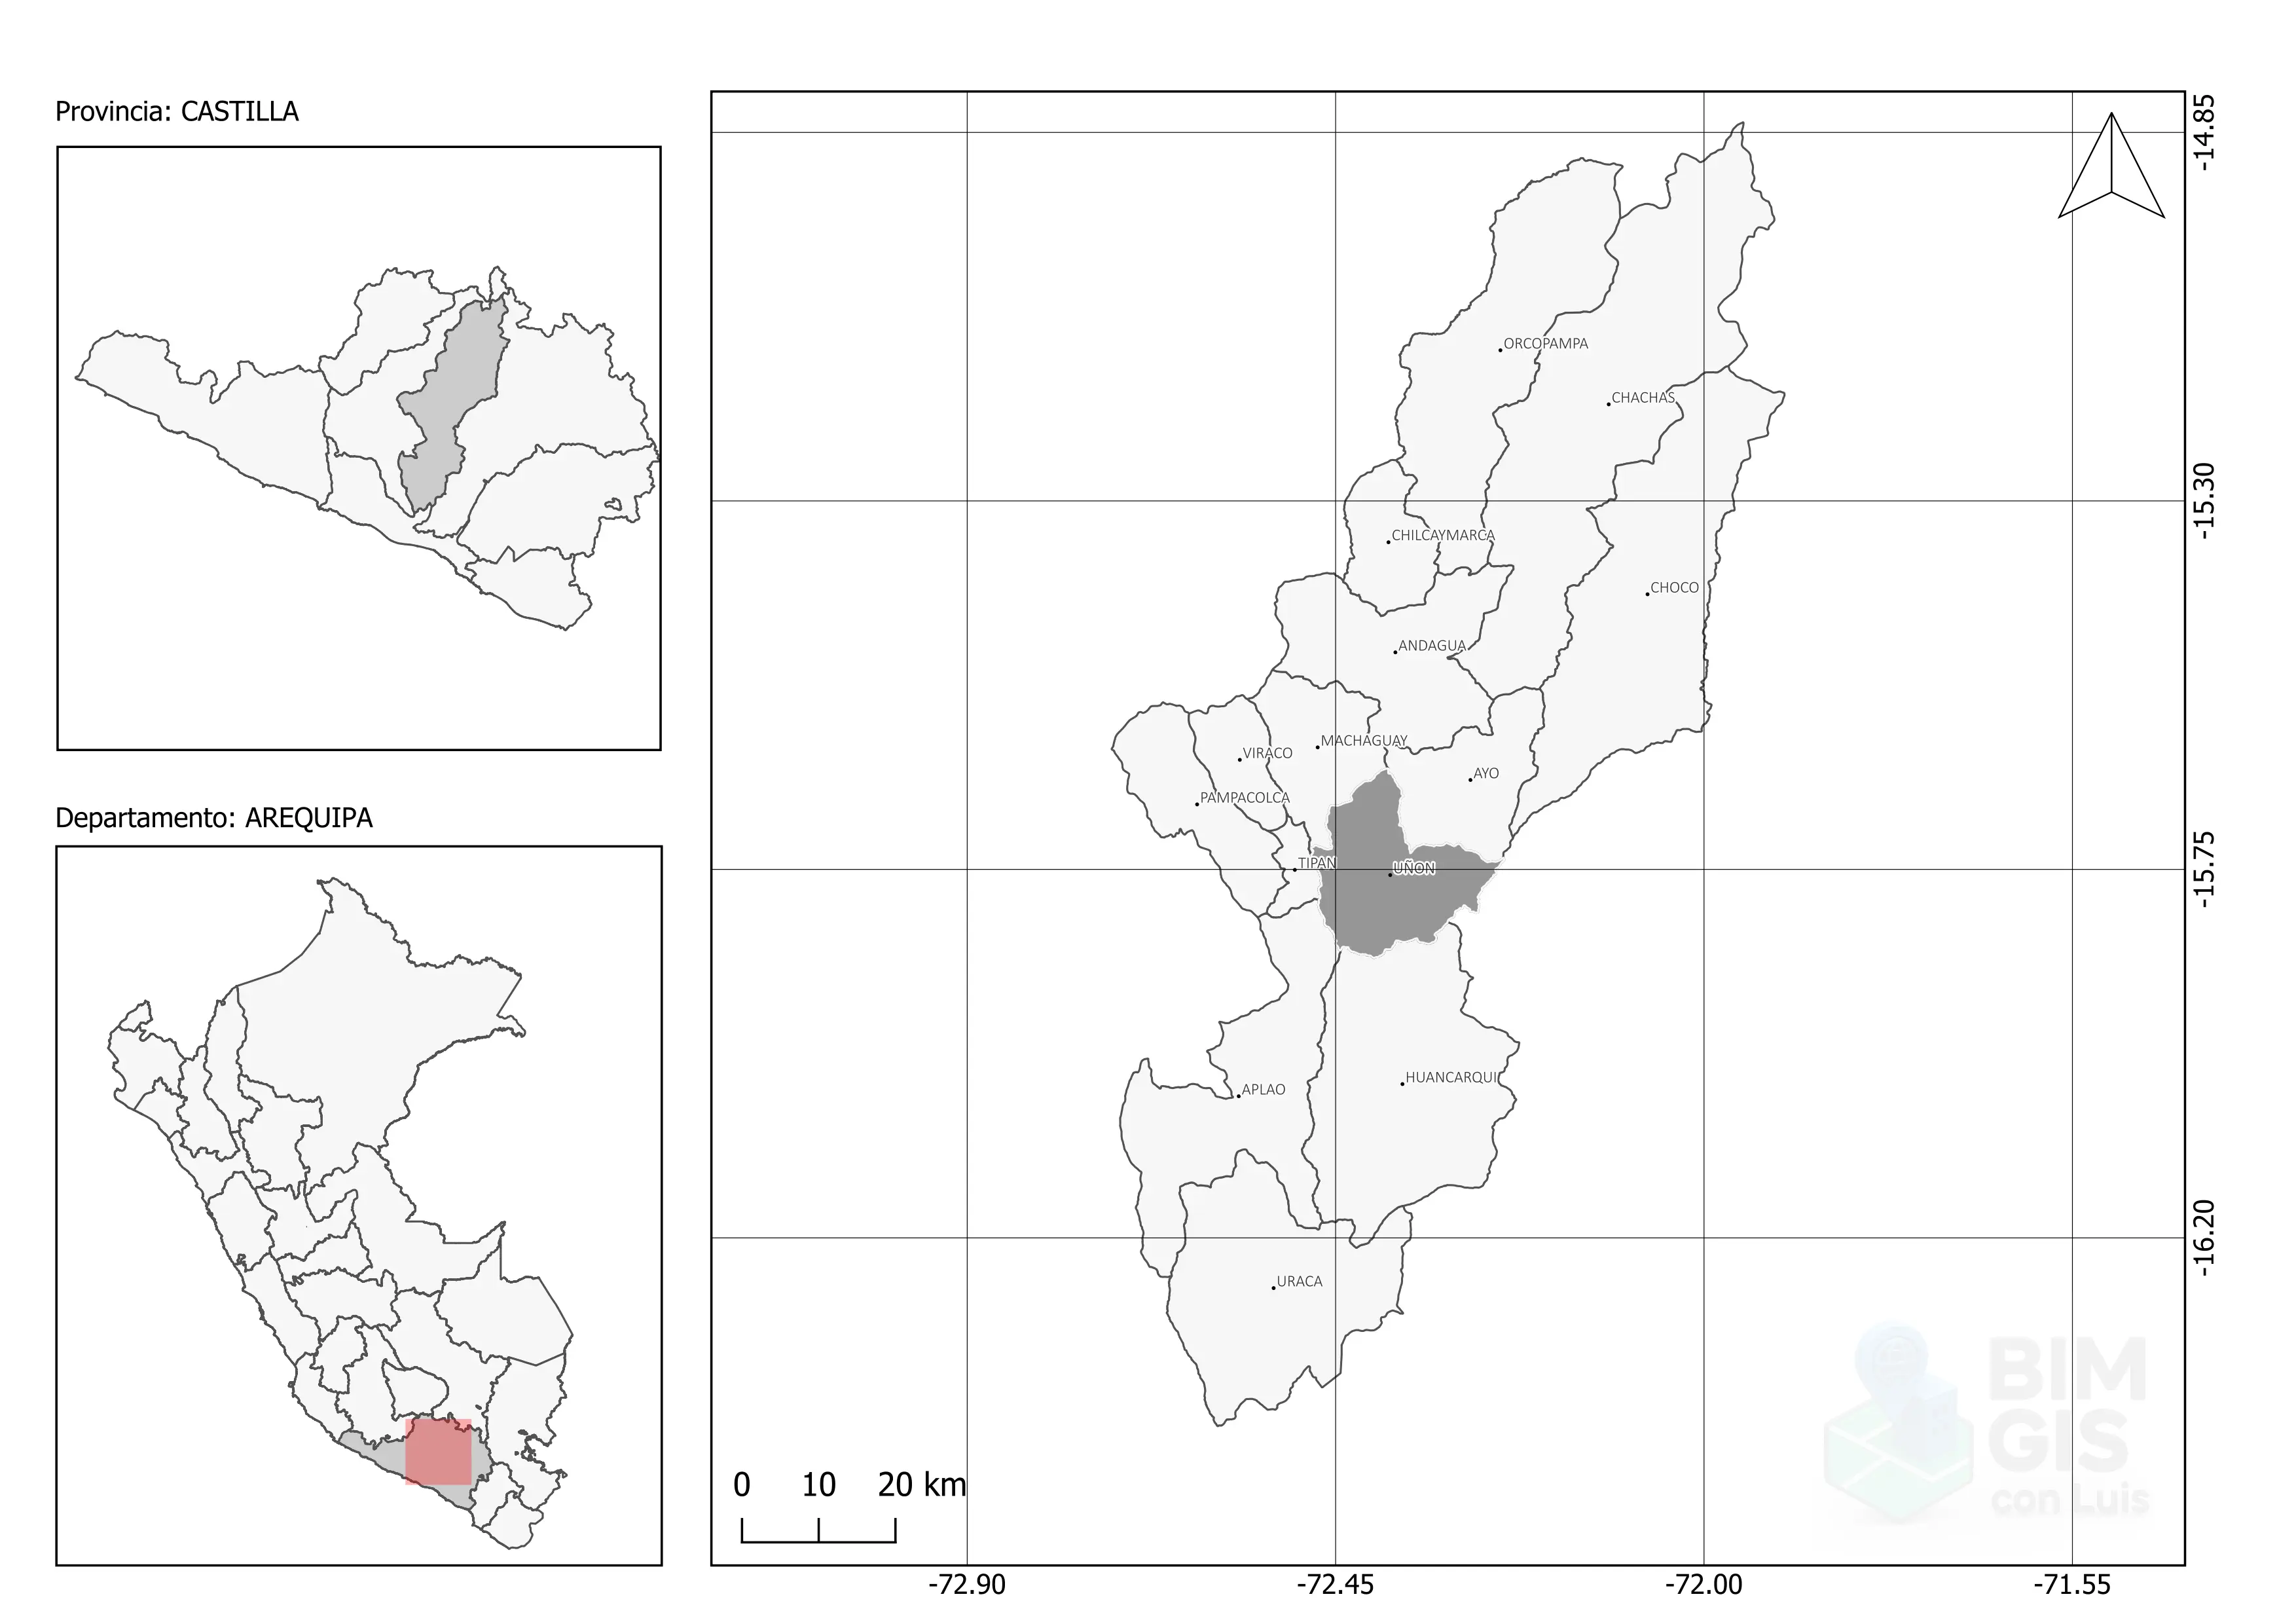 Provincia: CASTILLA
Departamento: AREQUIPA
-14.85
ORCOPAMPA
CHACHAS
-15.30
CHILCAYMARCA
CHOCO
ANDAGUA
MACHAGUAY
VIRACO
AYO
PAMPACOLCA
-15.75
TIPAN
UÑON
HUANCARQUI
APLAO
-16.20
URACA
BIM
GIS
con Luis
0 10 20 km
-72.90 -72.45 -72.00 -71.55